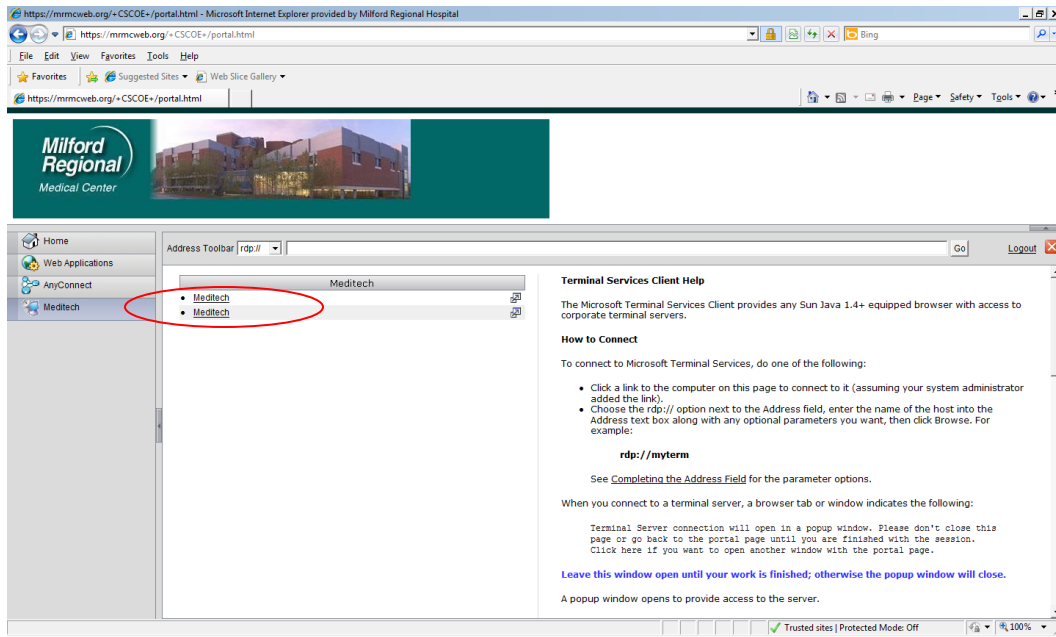 https://mrmcweb.org/+CSCOE+/portal.html - Microsoft Internet Explorer provided by Milford Regional Hospital
https://mrmcweb.org/+CSCOE+/portal.html
Bing
File Edit View Favorites Tools Help
Favorites Suggested Sites Web Slice Gallery
https://mrmcweb.org/+CSCOE+/portal.html
Page Safety Tools
Milford
Regional
Medical Center
Home
Web Applications
AnyConnect
Meditech
Address Toolbar rdp:// Go Logout
Meditech
Meditech
Meditech
Terminal Services Client Help
The Microsoft Terminal Services Client provides any Sun Java 1.4+ equipped browser with access to
corporate terminal servers.
How to Connect
To connect to Microsoft Terminal Services, do one of the following:
• Click a link to the computer on this page to connect to it (assuming your system administrator
added the link).
• Choose the rdp:// option next to the Address field, enter the name of the host into the
Address text box along with any optional parameters you want, then click Browse. For
example:
rdp://myterm
See Completing the Address Field for the parameter options.
When you connect to a terminal server, a browser tab or window indicates the following:
Terminal Server connection will open in a popup window. Please don't close this
page or go back to the portal page until you are finished with the session.
Click here if you want to open another window with the portal page.
Leave this window open until your work is finished; otherwise the popup window will close.
A popup window opens to provide access to the server.
Trusted sites | Protected Mode: Off 100%